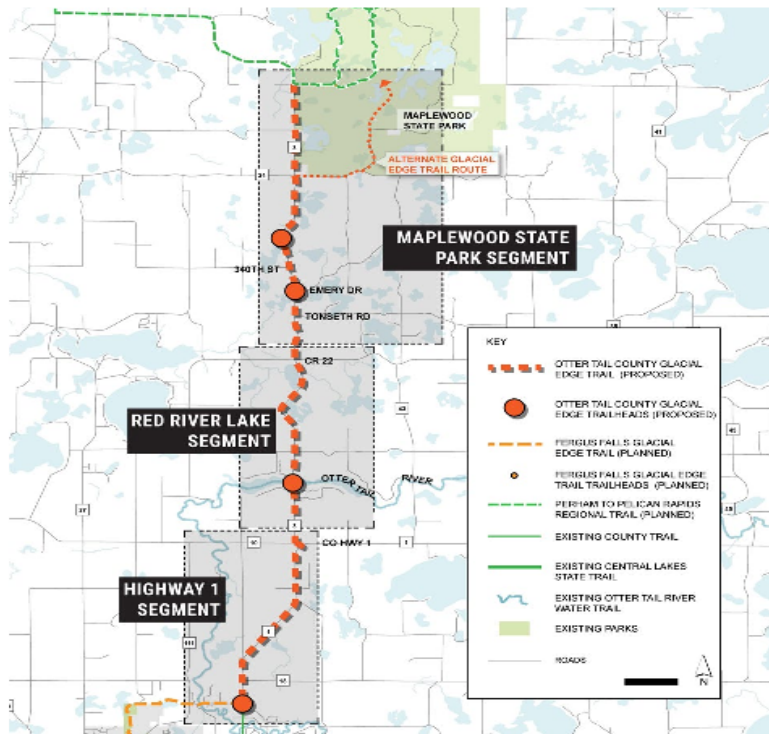 MAPLEWOOD
STATE PARK
ALTERNATE GLACIAL
EDGE TRAIL ROUTE
41
3
MAPLEWOOD STATE
PARK SEGMENT
340TH ST
EMERY DR
TONSETH RD
CR 22
RED RIVER LAKE
SEGMENT
OTTER TAIL RIVER
CO HWY 1
1
HIGHWAY 1
SEGMENT
KEY
OTTER TAIL COUNTY GLACIAL
EDGE TRAIL (PROPOSED)
OTTER TAIL COUNTY GLACIAL
EDGE TRAILHEADS (PROPOSED)
FERGUS FALLS GLACIAL
EDGE TRAIL (PLANNED)
FERGUS FALLS GLACIAL EDGE
TRAIL TRAILHEADS (PLANNED)
PERHAM TO PELICAN RAPIDS
REGIONAL TRAIL (PLANNED)
EXISTING COUNTY TRAIL
EXISTING CENTRAL LAKES
STATE TRAIL
EXISTING OTTER TAIL RIVER
WATER TRAIL
EXISTING PARKS
ROADS
N